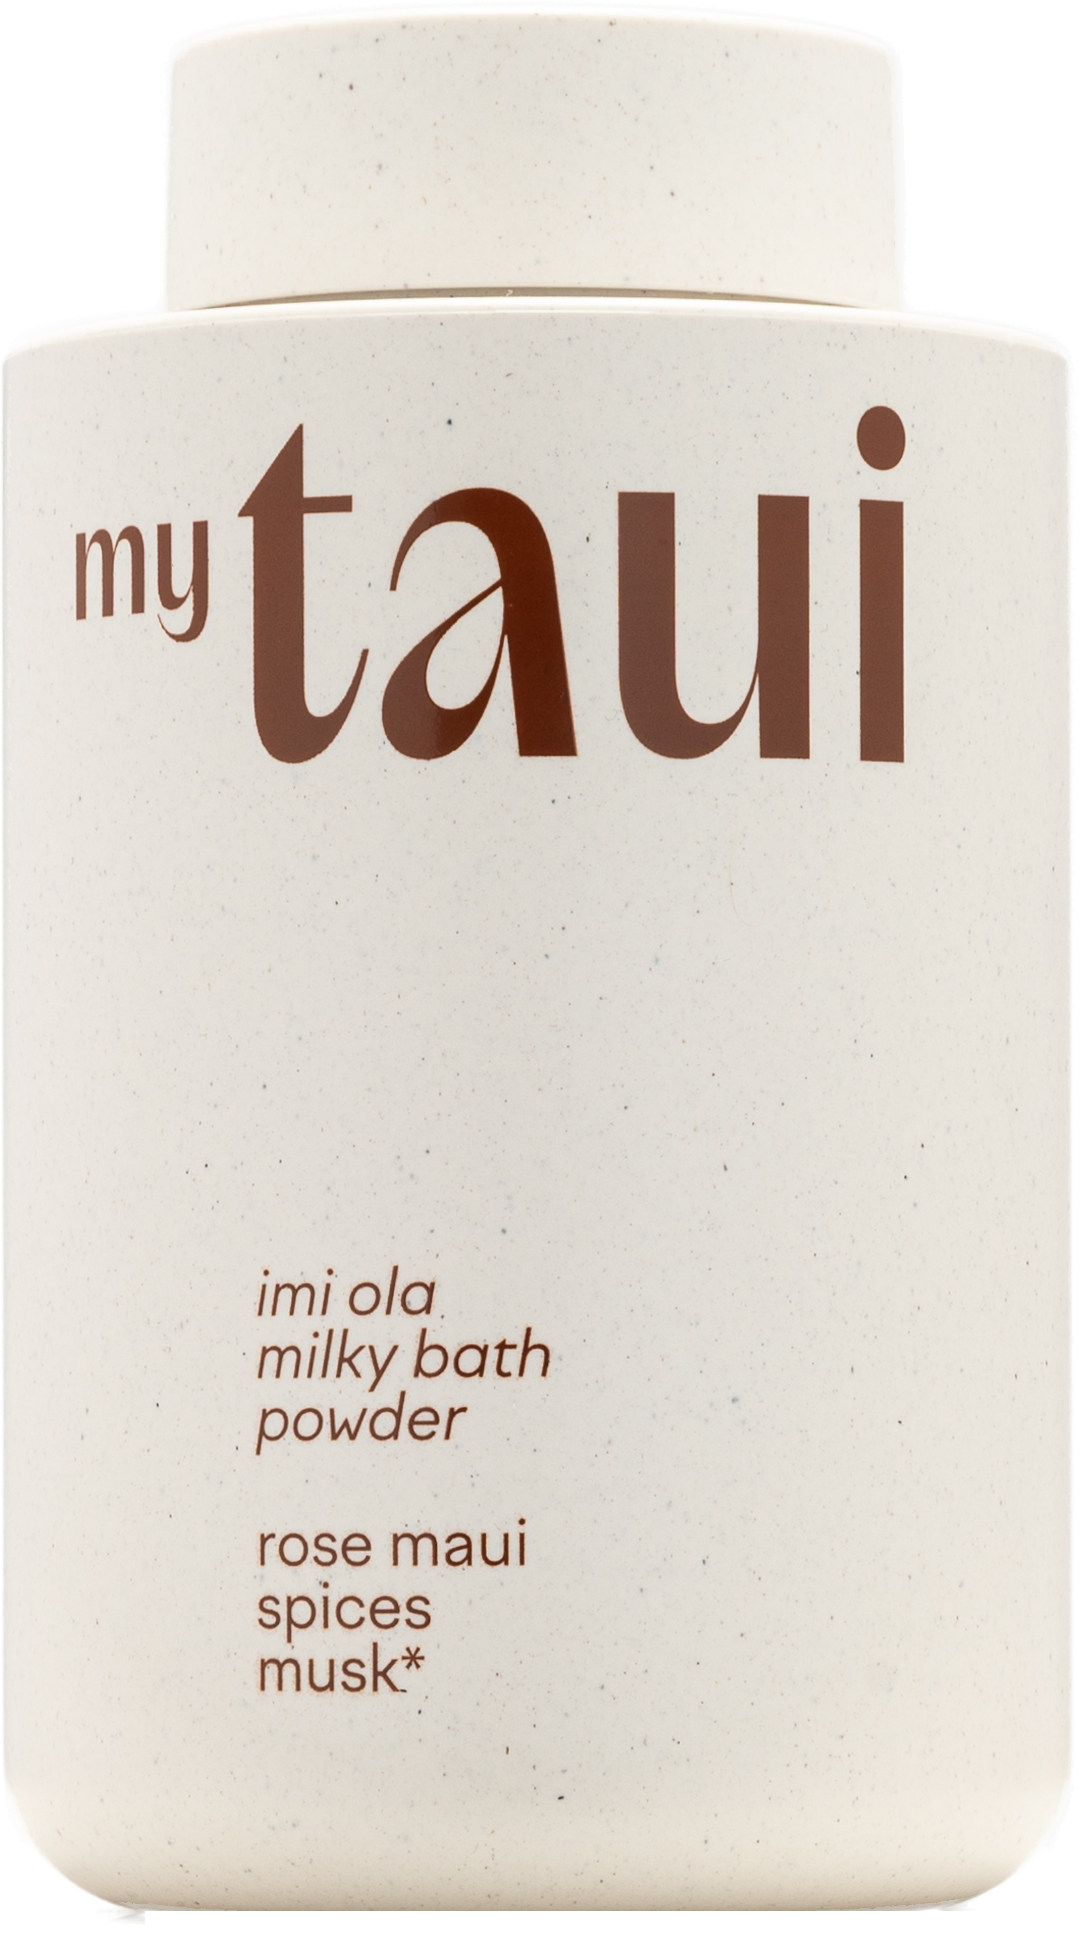 my taui
imi ola
milky bath
powder
rose maui
spices
musk*